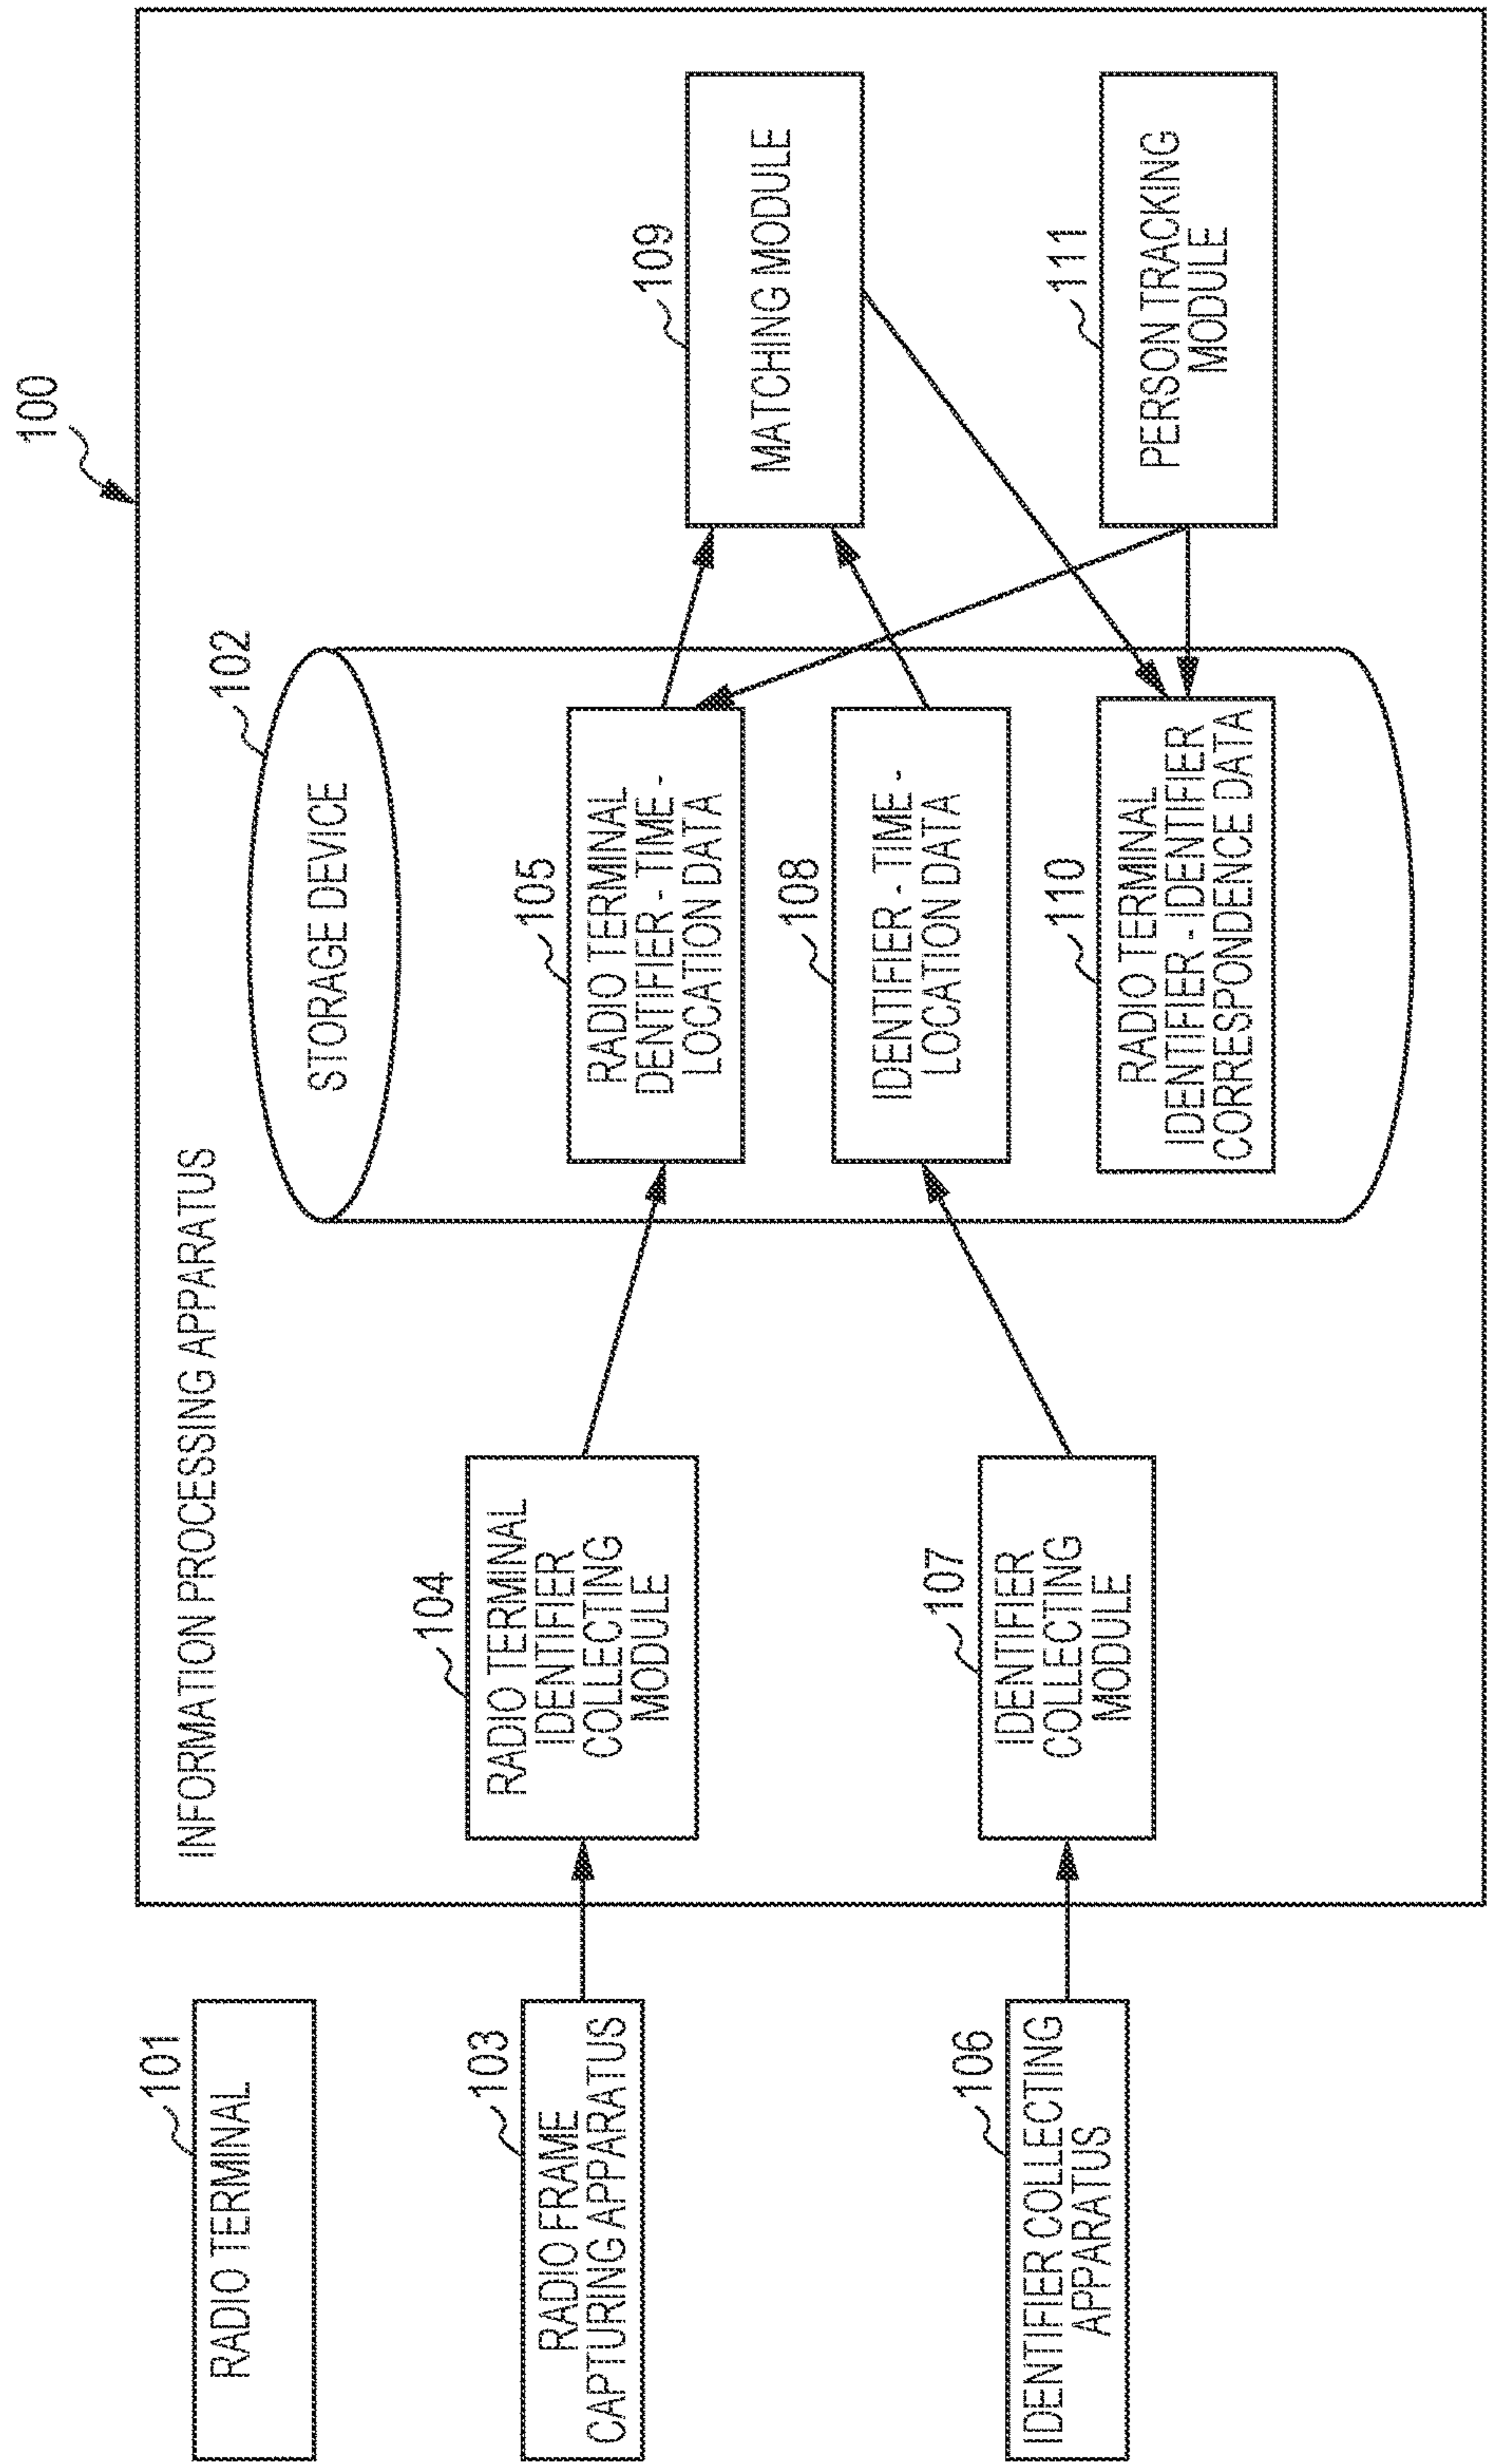 100
INFORMATION PROCESSING APPARATUS
101
RADIO TERMINAL
102
STORAGE DEVICE
103
RADIO FRAME
CAPTURING APPARATUS
104
RADIO TERMINAL
IDENTIFIER
COLLECTING
MODULE
105
RADIO TERMINAL
IDENTIFIER - TIME -
LOCATION DATA
109
MATCHING MODULE
106
IDENTIFIER COLLECTING
APPARATUS
107
IDENTIFIER
COLLECTING
MODULE
108
IDENTIFIER - TIME -
LOCATION DATA
110
RADIO TERMINAL
IDENTIFIER - IDENTIFIER
CORRESPONDENCE DATA
111
PERSON TRACKING
MODULE